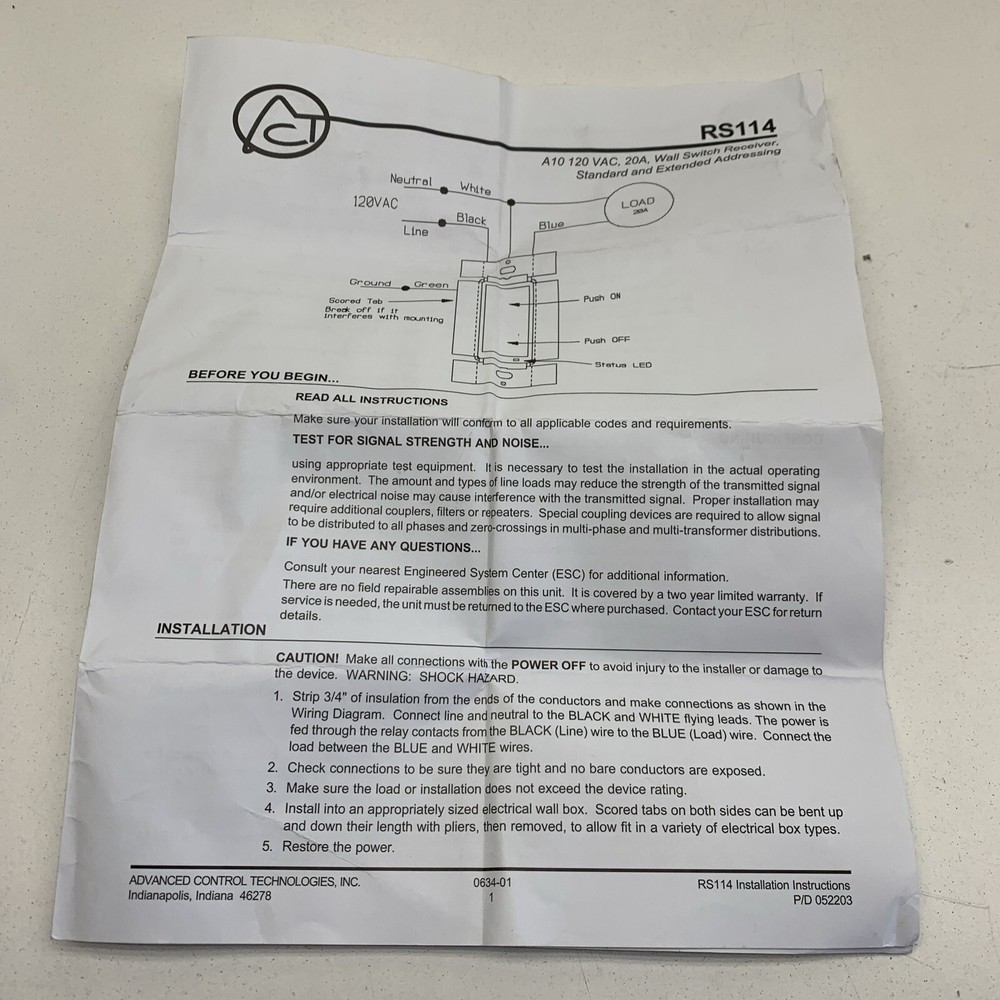 ACT
RS114
A10 120 VAC, 20A, Wall Switch Receiver,
Standard and Extended Addressing
Neutral White
120VAC
Line Black
Blue
LOAD
20A
Ground Green
Scored Tab
Break off if it
interferes with mounting
Push ON
Push OFF
Status LED
BEFORE YOU BEGIN...
READ ALL INSTRUCTIONS
Make sure your installation will conform to all applicable codes and requirements.
TEST FOR SIGNAL STRENGTH AND NOISE...
using appropriate test equipment. It is necessary to test the installation in the actual operating
environment. The amount and types of line loads may reduce the strength of the transmitted signal
and/or electrical noise may cause interference with the transmitted signal. Proper installation may
require additional couplers, filters or repeaters. Special coupling devices are required to allow signal
to be distributed to all phases and zero-crossings in multi-phase and multi-transformer distributions.
IF YOU HAVE ANY QUESTIONS...
Consult your nearest Engineered System Center (ESC) for additional information.
There are no field repairable assemblies on this unit. It is covered by a two year limited warranty. If
service is needed, the unit must be returned to the ESC where purchased. Contact your ESC for return
details.
INSTALLATION
CAUTION! Make all connections with the POWER OFF to avoid injury to the installer or damage to
the device. WARNING: SHOCK HAZARD.
1. Strip 3/4" of insulation from the ends of the conductors and make connections as shown in the
Wiring Diagram. Connect line and neutral to the BLACK and WHITE flying leads. The power is
fed through the relay contacts from the BLACK (Line) wire to the BLUE (Load) wire. Connect the
load between the BLUE and WHITE wires.
2. Check connections to be sure they are tight and no bare conductors are exposed.
3. Make sure the load or installation does not exceed the device rating.
4. Install into an appropriately sized electrical wall box. Scored tabs on both sides can be bent up
and down their length with pliers, then removed, to allow fit in a variety of electrical box types.
5. Restore the power.
ADVANCED CONTROL TECHNOLOGIES, INC. 0634-01 RS114 Installation Instructions
Indianapolis, Indiana 46278 1 P/D 052203